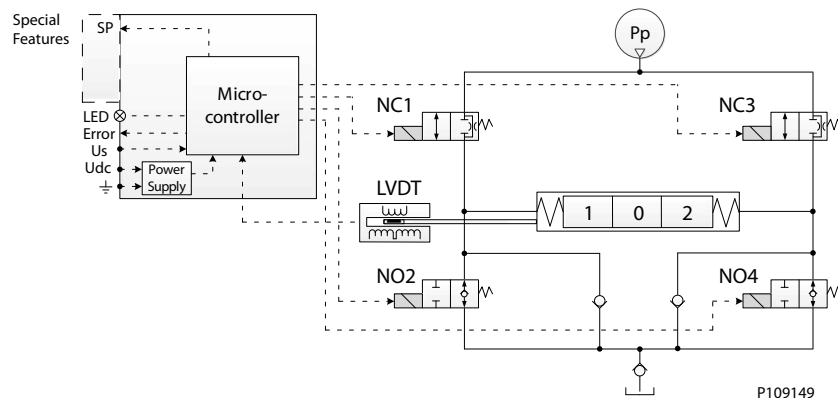 Special
Features
SP
Pp
Micro-
controller
NC1
NC3
LED
Error
Us
Udc
Power
Supply
LVDT
1 0 2
NO2
NO4
P109149